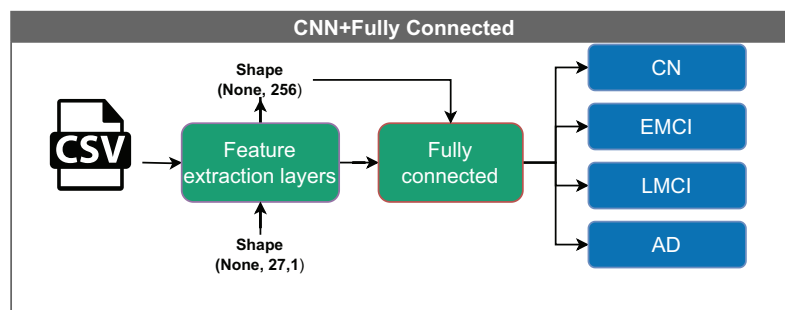 CNN+Fully Connected
Shape
(None, 256)
CSV
Feature
extraction layers
Fully
connected
Shape
(None, 27,1)
CN
EMCI
LMCI
AD